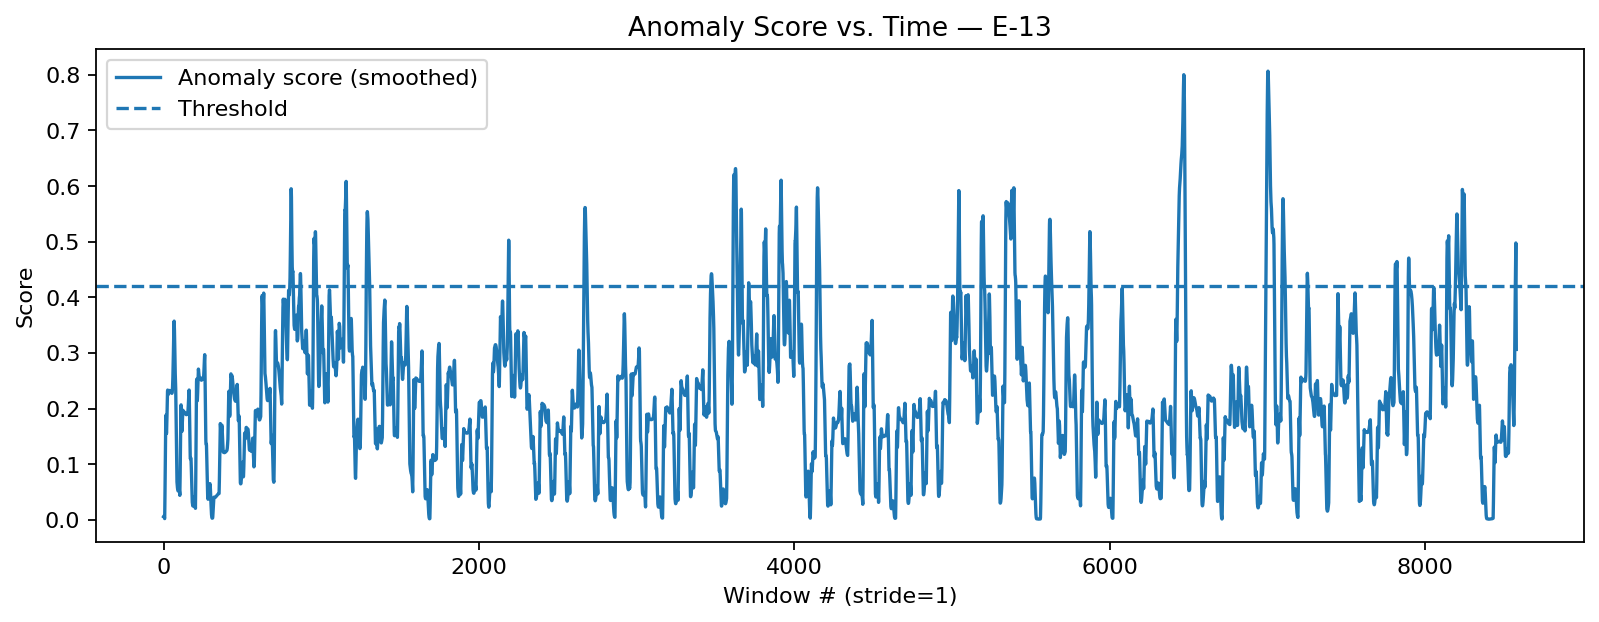 Anomaly Score vs. Time — E-13
Anomaly score (smoothed)
Threshold
Score
0.8
0.7
0.6
0.5
0.4
0.3
0.2
0.1
0.0
0
2000
4000
6000
8000
Window # (stride=1)